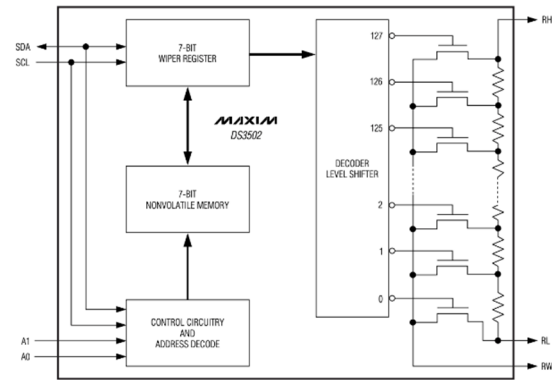 SDA
SCL
7-BIT
WIPER REGISTER
MAXIM
DS3502
7-BIT
NONVOLATILE MEMORY
CONTROL CIRCUITRY
AND
ADDRESS DECODE
A1
A0
DECODER
LEVEL SHIFTER
127
126
125
2
1
0
RH
RL
RW